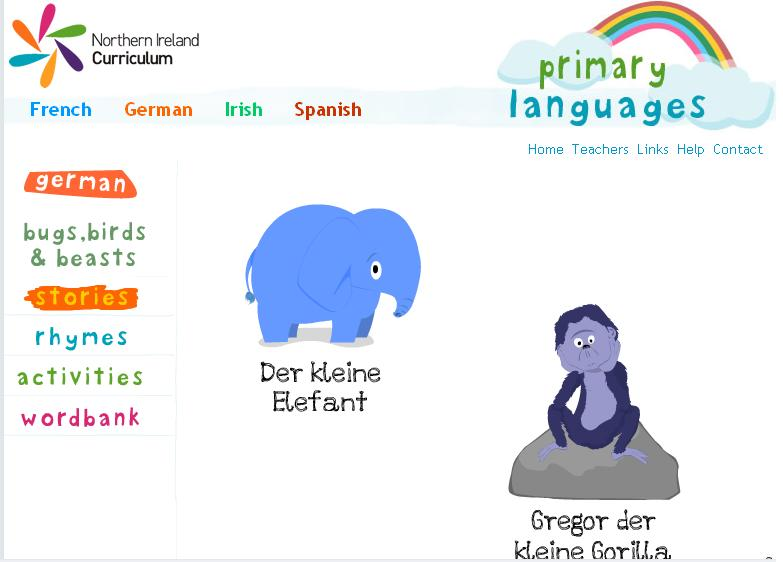 Northern Ireland
Curriculum
primary
languages
French German Irish Spanish
Home Teachers Links Help Contact
german
bugs,birds
& beasts
stories
rhymes
activities
wordbank
Der kleine
Elefant
Gregor der
kleine Gorilla